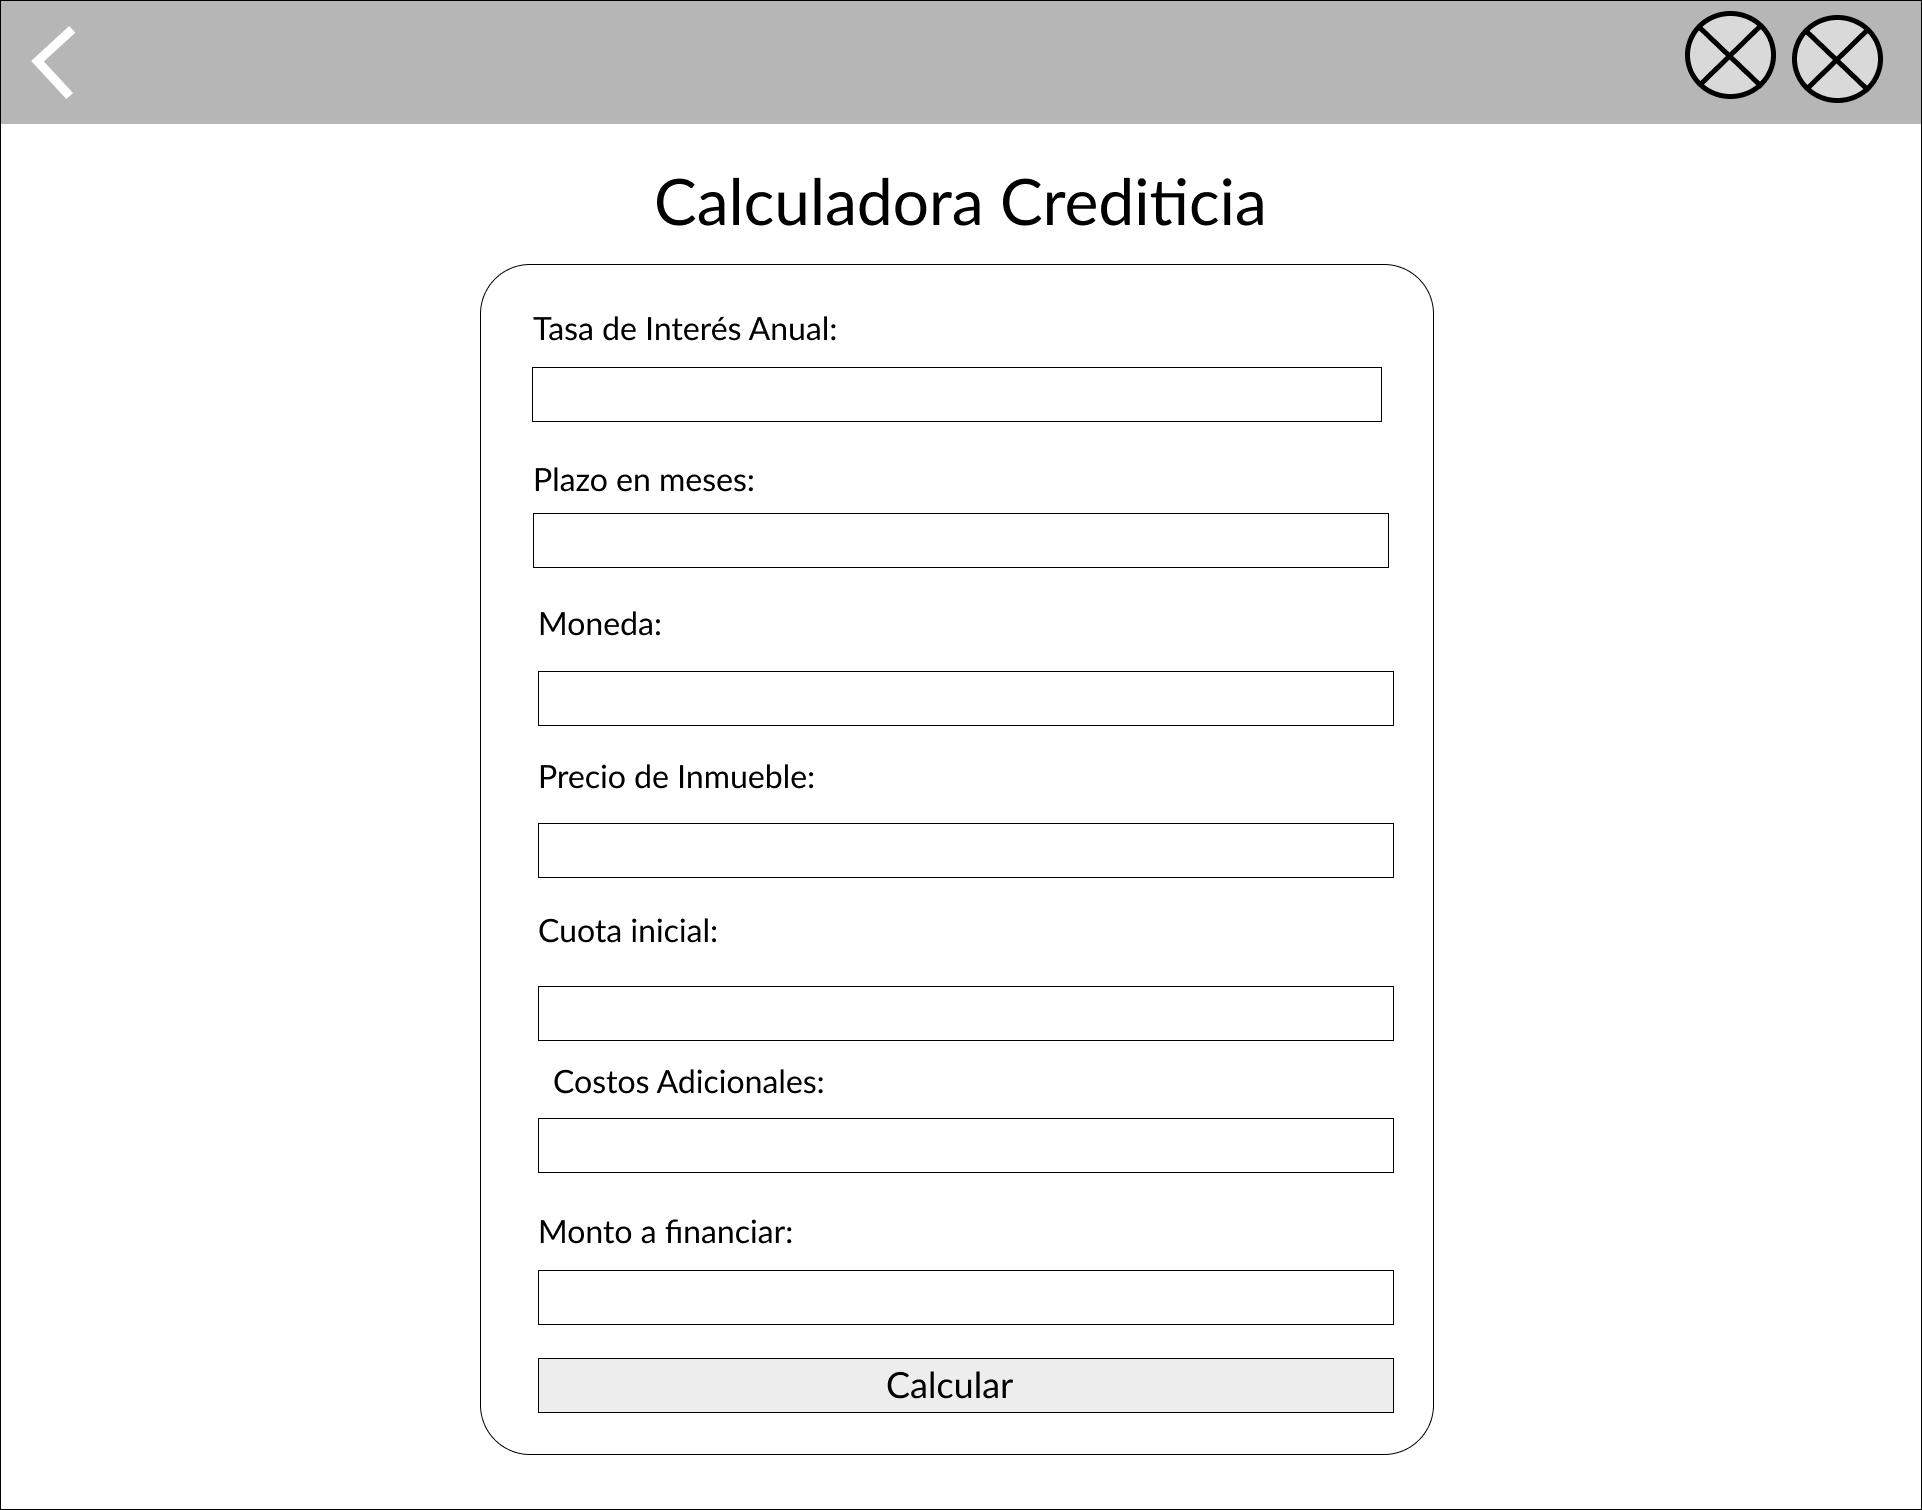 Calculadora Crediticia
Tasa de Interés Anual:
Plazo en meses:
Moneda:
Precio de Inmueble:
Cuota inicial:
Costos Adicionales:
Monto a financiar:
Calcular